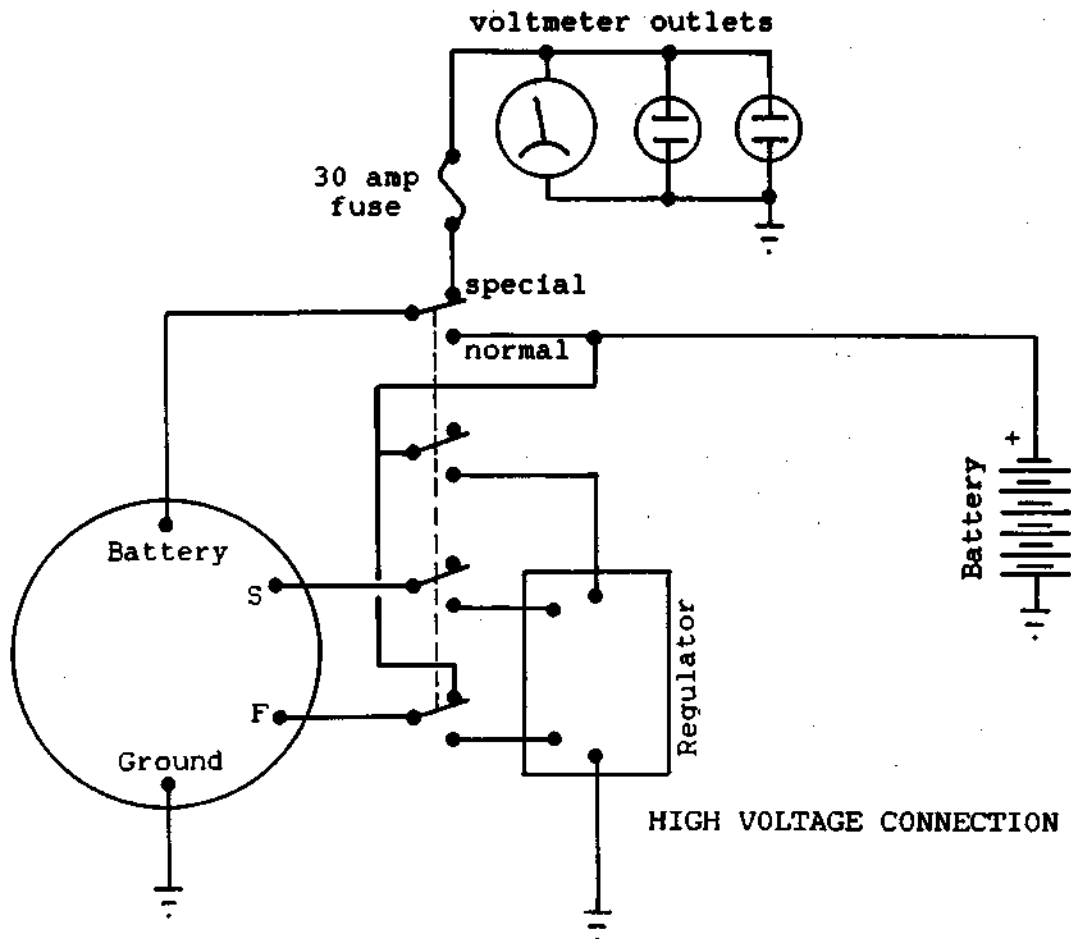 voltmeter outlets
30 amp
fuse
special
normal
+
Battery
Battery
S
F
Ground
Regulator
HIGH VOLTAGE CONNECTION